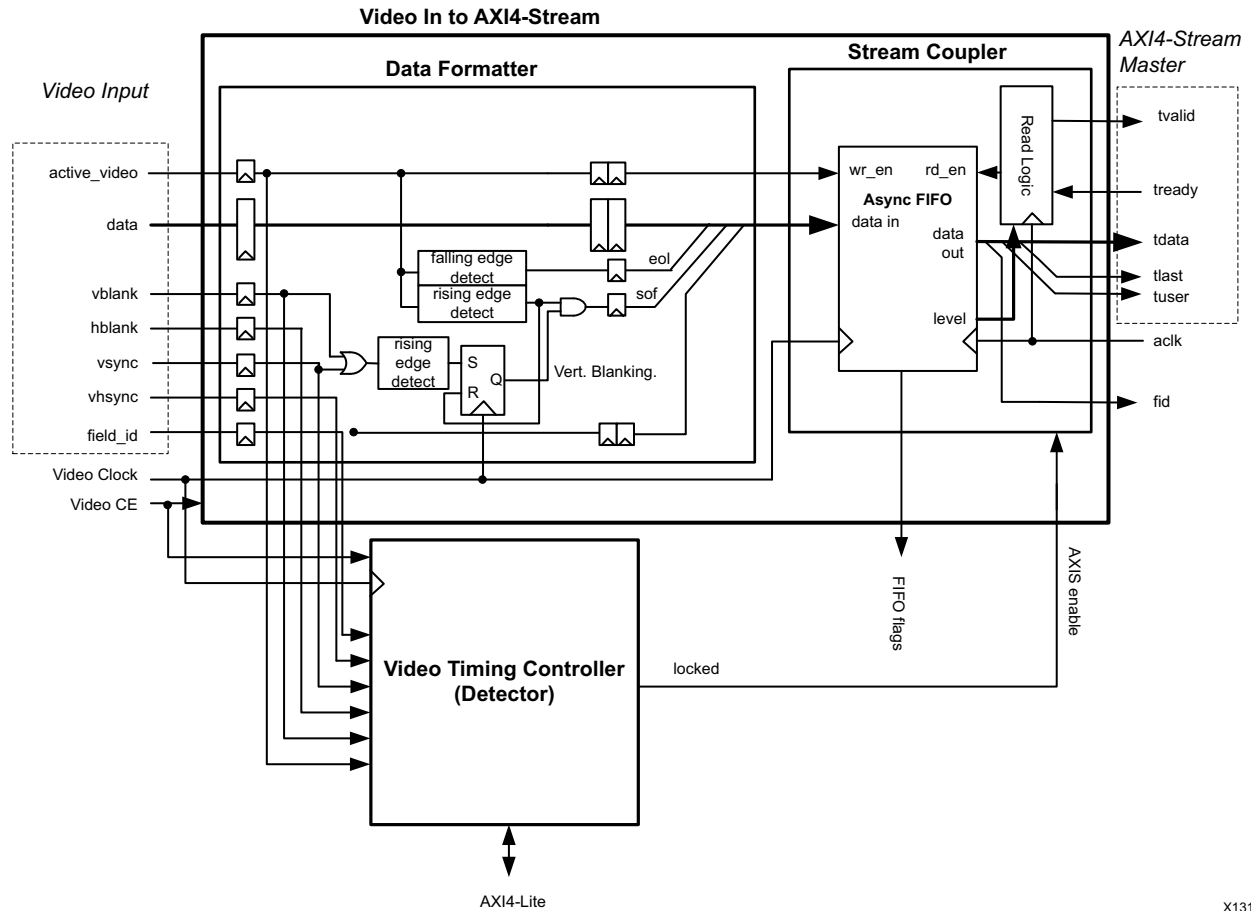 Video In to AXI4-Stream
Stream Coupler
AXI4-Stream
Master
Data Formatter
Video Input
tvalid
Read Logic
active_video
wr_en
rd_en
tready
Async FIFO
data
data in
data
out
tdata
falling edge
detect
eol
tlast
vblank
rising edge
detect
sof
tuser
level
hblank
rising
edge
detect
aclk
vsync
S
Q
R
Vert. Blanking.
vhsync
fid
field_id
Video Clock
Video CE
FIFO flags
AXIS enable
Video Timing Controller
(Detector)
locked
AXI4-Lite
X131